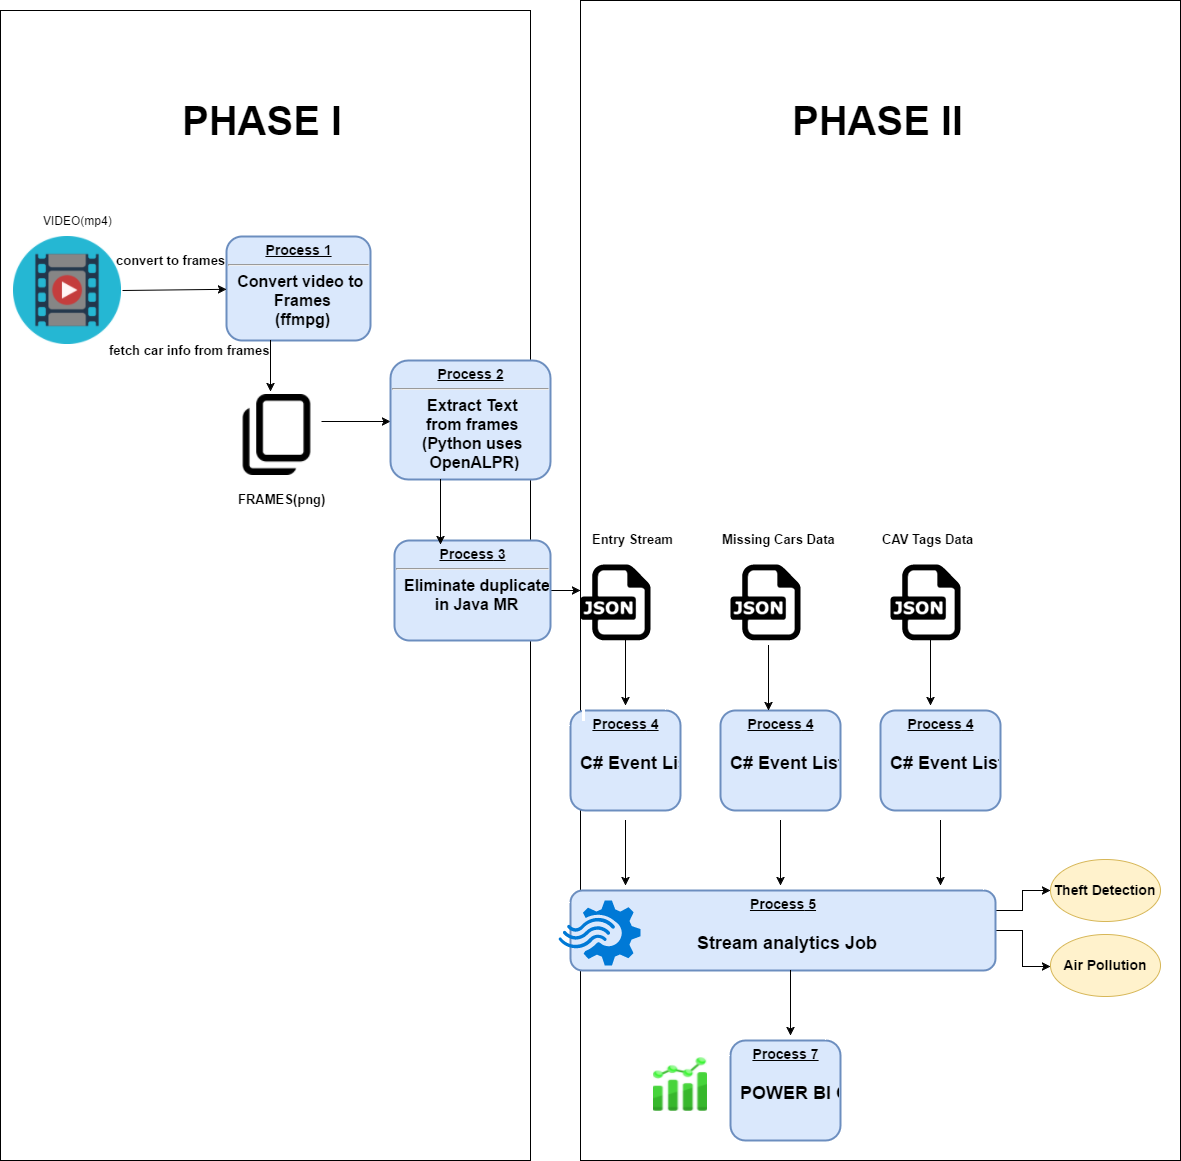 PHASE I
PHASE II
VIDEO(mp4)
convert to frames
Process 1
Convert video to
Frames
(ffmpg)
fetch car info from frames
FRAMES(png)
Process 2
Extract Text
from frames
(Python uses
OpenALPR)
Process 3
Eliminate duplicate
in Java MR
Entry Stream
Missing Cars Data
CAV Tags Data
JSON
JSON
JSON
Process 4
C# Event Li
Process 4
C# Event Lis
Process 4
C# Event Lis
Process 5
Stream analytics Job
Theft Detection
Air Pollution
Process 7
POWER BI